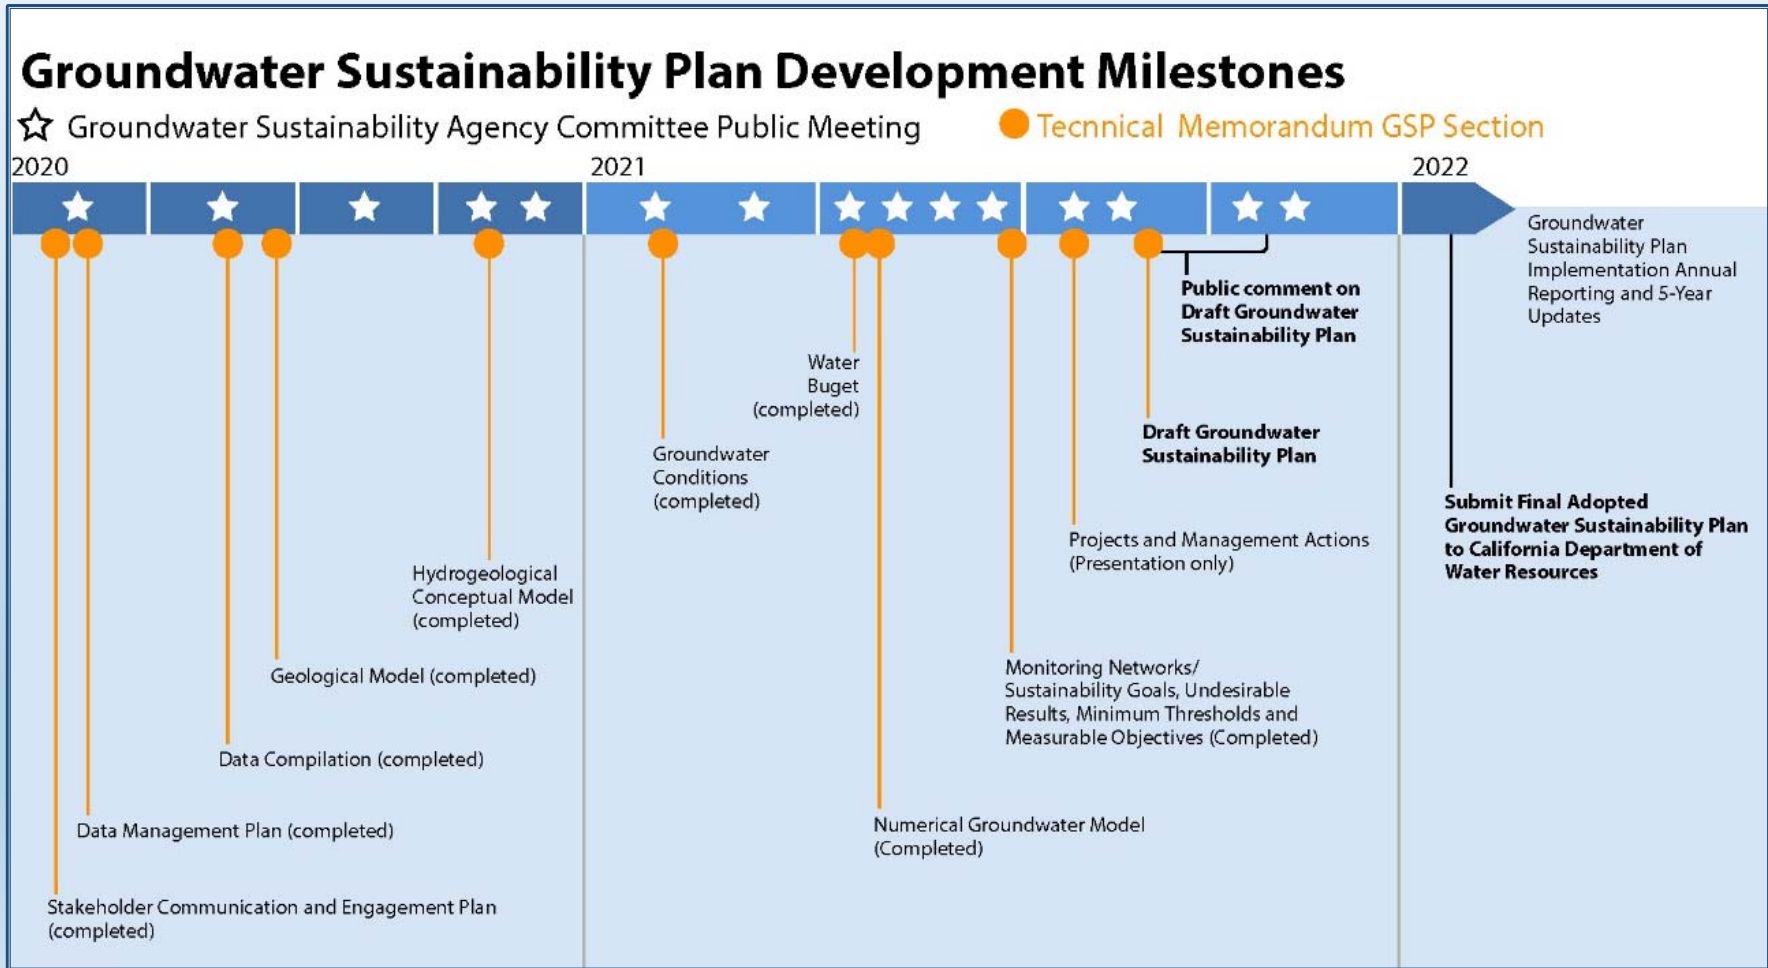 Groundwater Sustainability Plan Development Milestones
Groundwater Sustainability Agency Committee Public Meeting
Tecnnical Memorandum GSP Section
2020
2021
2022
Groundwater
Sustainability Plan
Implementation Annual
Reporting and 5-Year
Updates
Public comment on
Draft Groundwater
Sustainability Plan
Water
Buget
(completed)
Draft Groundwater
Sustainability Plan
Groundwater
Conditions
(completed)
Submit Final Adopted
Groundwater Sustainability Plan
to California Department of
Water Resources
Projects and Management Actions
(Presentation only)
Hydrogeological
Conceptual Model
(completed)
Geological Model (completed)
Monitoring Networks/
Sustainability Goals, Undesirable
Results, Minimum Thresholds and
Measurable Objectives (Completed)
Data Compilation (completed)
Data Management Plan (completed)
Numerical Groundwater Model
(Completed)
Stakeholder Communication and Engagement Plan
(completed)